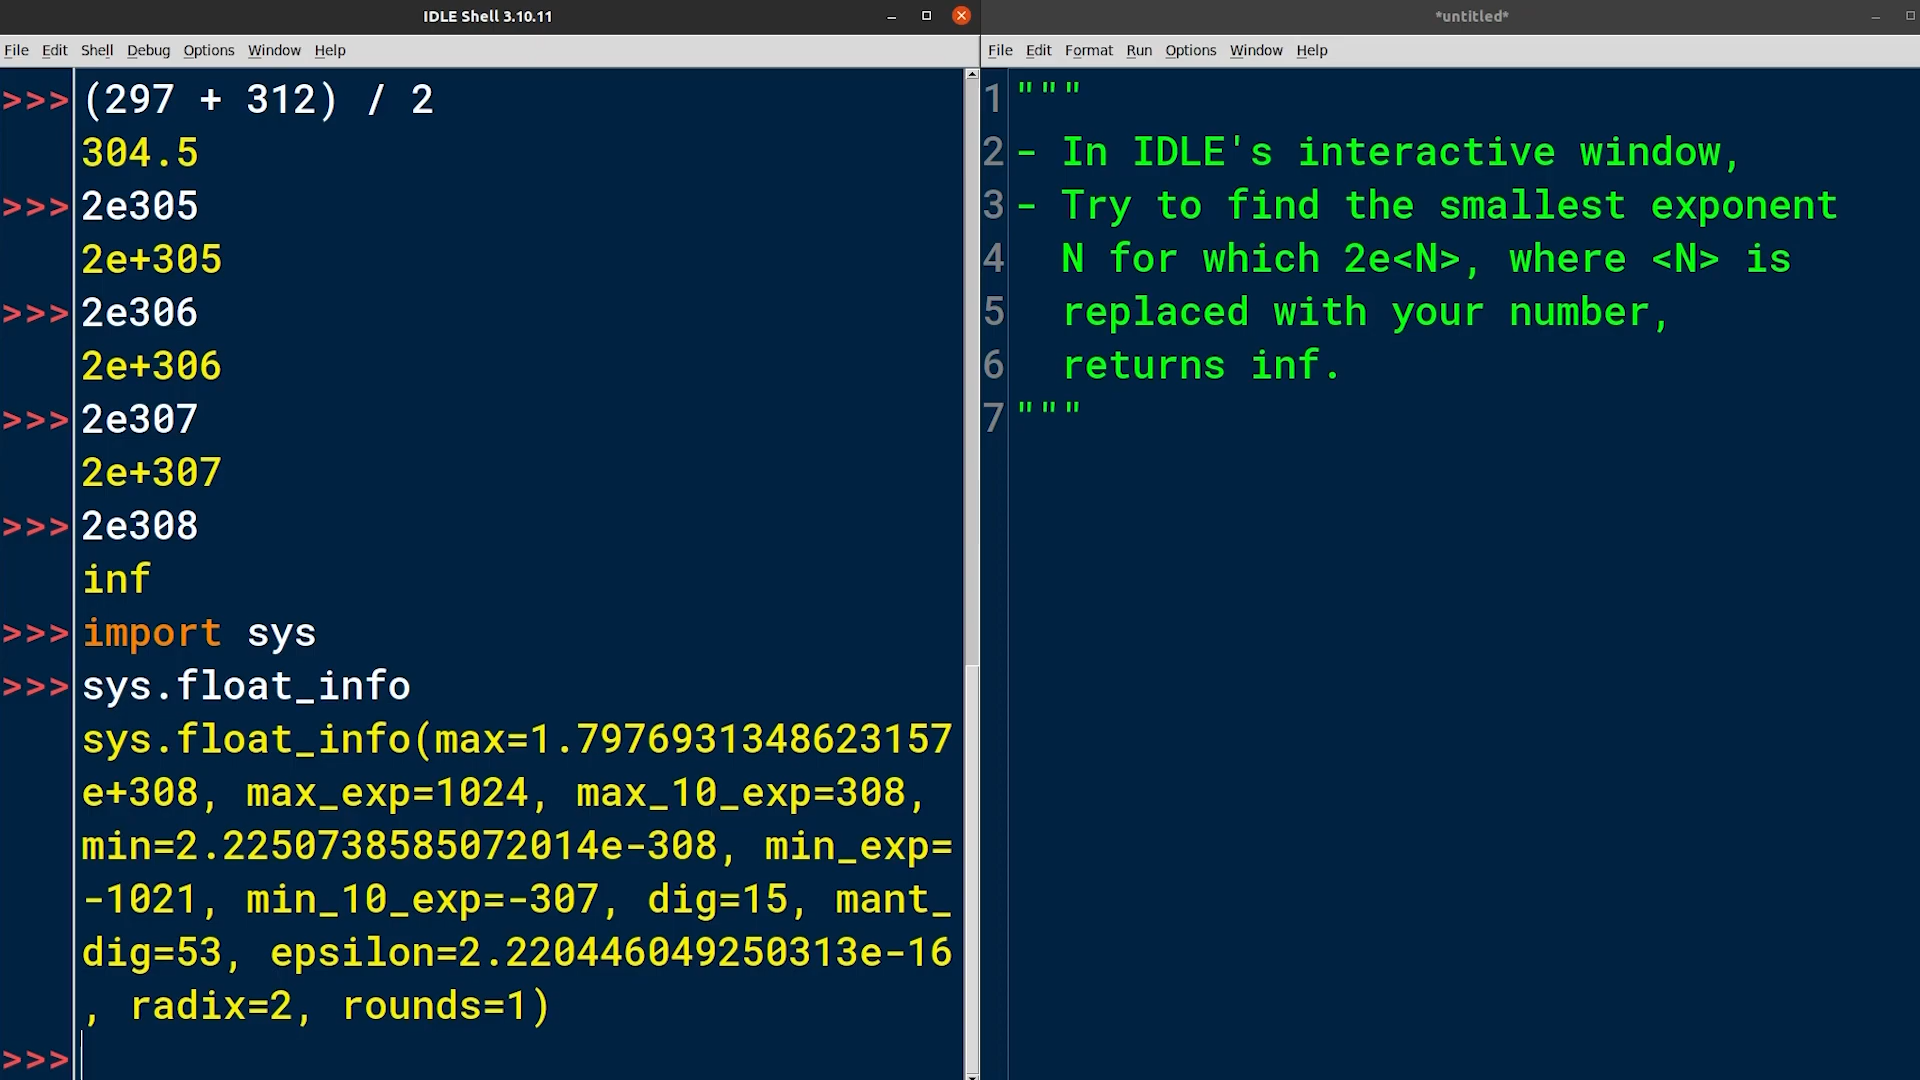 IDLE Shell 3.10.11
File Edit Shell Debug Options Window Help
>>> (297 + 312) / 2
304.5
>>> 2e305
2e+305
>>> 2e306
2e+306
>>> 2e307
2e+307
>>> 2e308
inf
>>> import sys
>>> sys.float_info
sys.float_info(max=1.7976931348623157
e+308, max_exp=1024, max_10_exp=308,
min=2.2250738585072014e-308, min_exp=
-1021, min_10_exp=-307, dig=15, mant_
dig=53, epsilon=2.220446049250313e-16
, radix=2, rounds=1)
>>>
*untitled*
File Edit Format Run Options Window Help
1 """
2 - In IDLE's interactive window,
3 - Try to find the smallest exponent
4 N for which 2e<N>, where <N> is
5 replaced with your number,
6 returns inf.
7 """